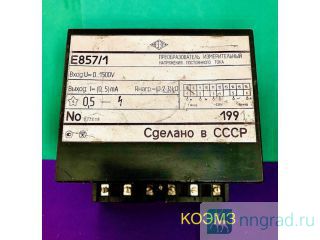 Е857/1
ПРЕОБРАЗОВАТЕЛЬ ИЗМЕРИТЕЛЬНЫЙ
НАПРЯЖЕНИЯ ПОСТОЯННОГО ТОКА
Вход U= 0..1500V
Выход I= (0,5)mA
0,5
No
199
Сделано в СССР
КОЭМЗ
nngrad.ru